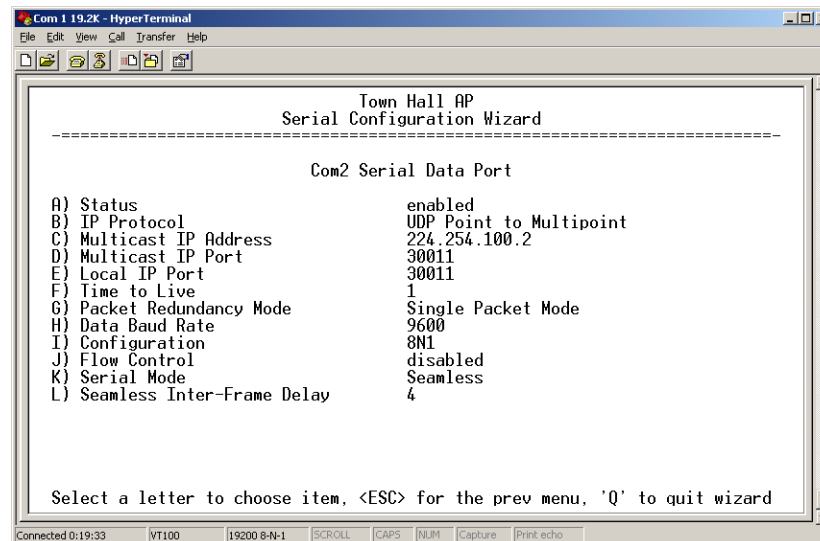 Com 1 19.2K - HyperTerminal
File Edit View Call Transfer Help
Town Hall AP
Serial Configuration Wizard
-==========================================================================-
Com2 Serial Data Port
A) Status enabled
B) IP Protocol UDP Point to Multipoint
C) Multicast IP Address 224.254.100.2
D) Multicast IP Port 30011
E) Local IP Port 30011
F) Time to Live 1
G) Packet Redundancy Mode Single Packet Mode
H) Data Baud Rate 9600
I) Configuration 8N1
J) Flow Control disabled
K) Serial Mode Seamless
L) Seamless Inter-Frame Delay 4
Select a letter to choose item, <ESC> for the prev menu, 'Q' to quit wizard
Connected 0:19:33 VT100 19200 8-N-1 SCROLL CAPS NUM Capture Print echo